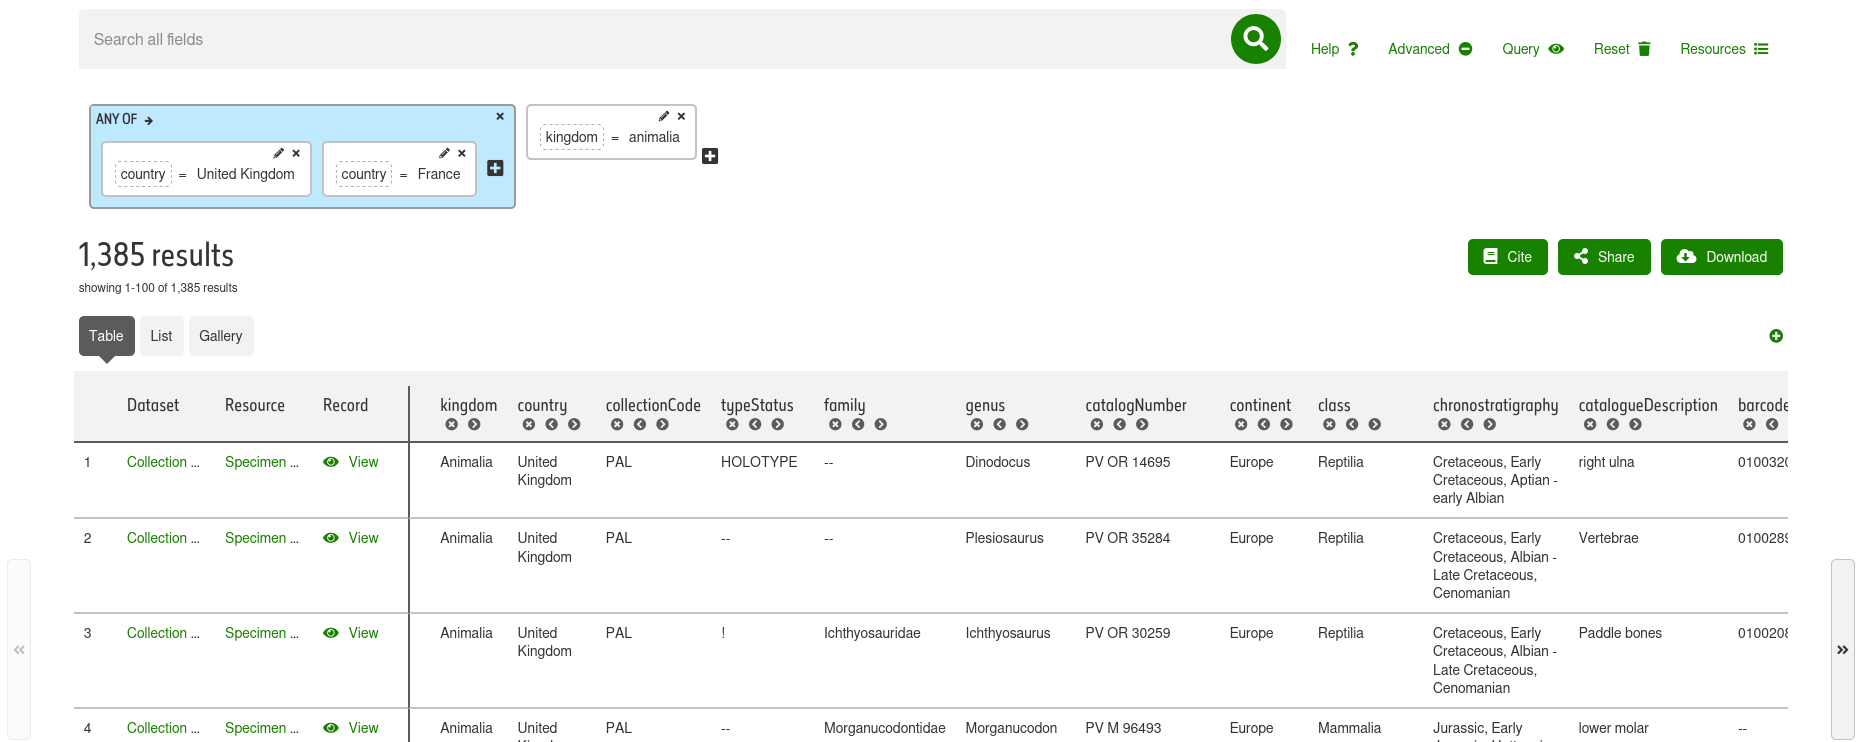 Search all fields
Help ? Advanced Query Reset Resources
ANY OF
country = United Kingdom country = France
kingdom = animalia
1,385 results
showing 1-100 of 1,385 results
Cite Share Download
Table List Gallery
Dataset Resource Record kingdom country collectionCode typeStatus family genus catalogNumber continent class chronostratigraphy catalogueDescription barcode
1 Collection ... Specimen ... View Animalia United PAL HOLOTYPE -- Dinodocus PV OR 14695 Europe Reptilia Cretaceous, Early right ulna 0100320
Kingdom Cretaceous, Aptian -
early Albian
2 Collection ... Specimen ... View Animalia United PAL -- -- Plesiosaurus PV OR 35284 Europe Reptilia Cretaceous, Early Vertebrae 0100289
Kingdom Cretaceous, Albian -
Late Cretaceous,
Cenomanian
3 Collection ... Specimen ... View Animalia United PAL ! Ichthyosauridae Ichthyosaurus PV OR 30259 Europe Reptilia Cretaceous, Early Paddle bones 0100208
Kingdom Cretaceous, Albian -
Late Cretaceous,
Cenomanian
4 Collection ... Specimen ... View Animalia United PAL -- Morganucodontidae Morganucodon PV M 96493 Europe Mammalia Jurassic, Early lower molar --
« »